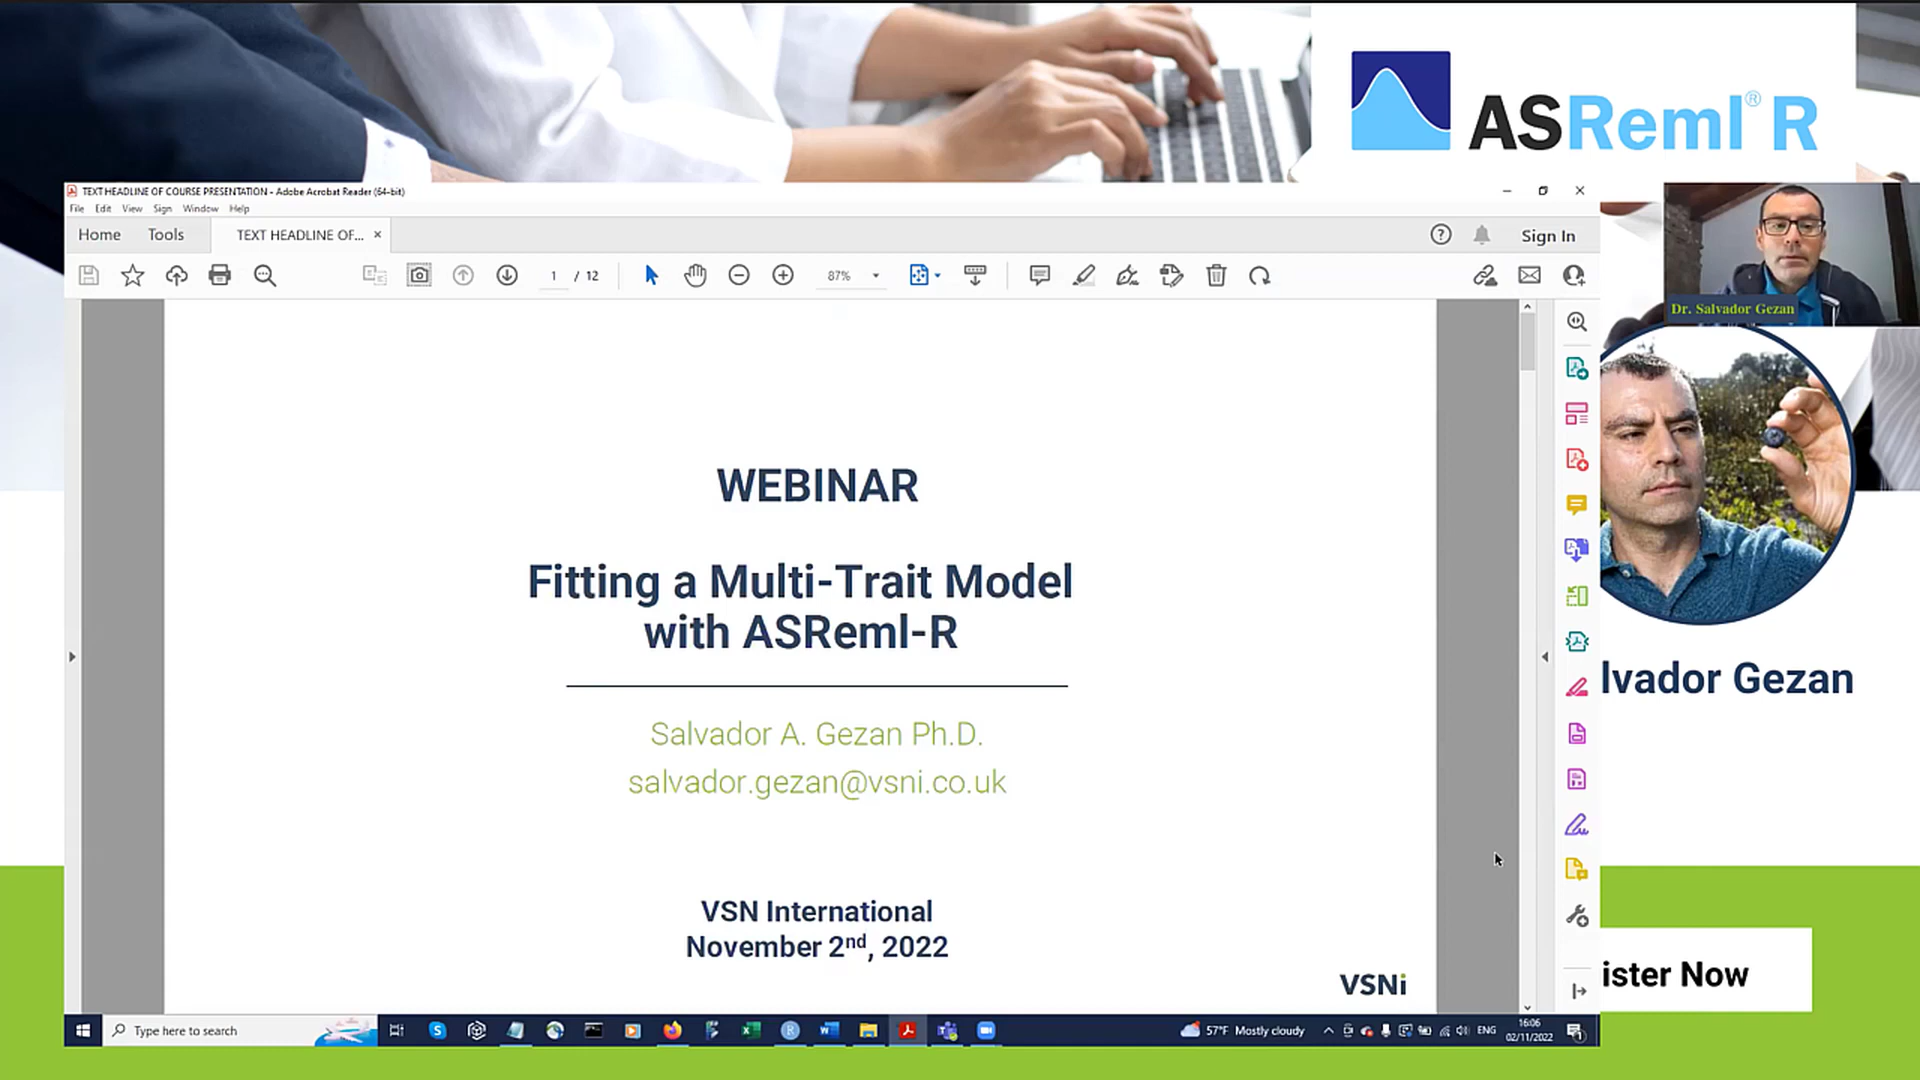 ASReml® R
TEXT HEADLINE OF COURSE PRESENTATION - Adobe Acrobat Reader (64-bit)
File Edit View Sign Window Help
Home Tools TEXT HEADLINE OF... ×
Sign In
1 / 12
87%
Dr. Salvador Gezan
WEBINAR
Fitting a Multi-Trait Model
with ASReml-R
Salvador A. Gezan Ph.D.
salvador.gezan@vsni.co.uk
VSN International
November 2nd, 2022
VSNi
lvador Gezan
ister Now
Type here to search
57°F Mostly cloudy
ENG
16:06
02/11/2022